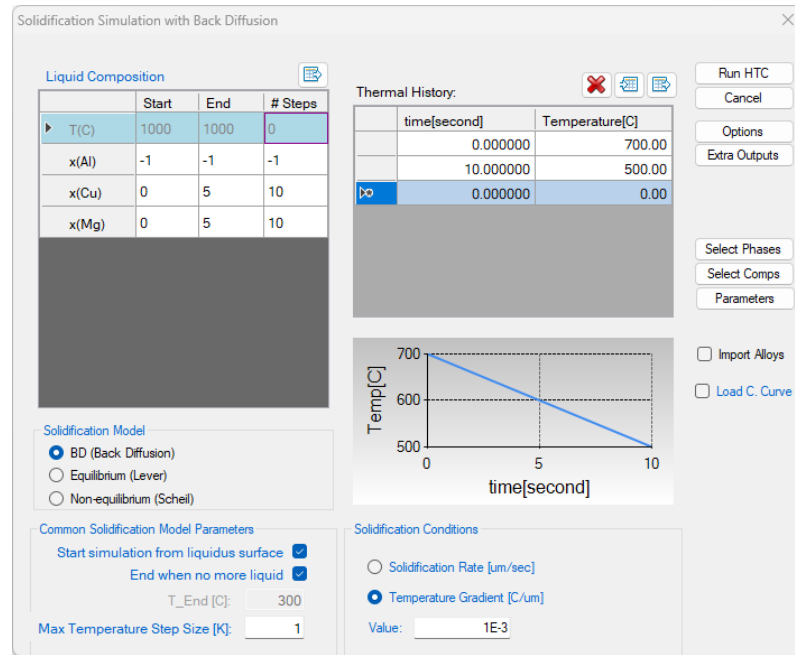 Solidification Simulation with Back Diffusion
Liquid Composition
Start End # Steps
T(C) 1000 1000 0
x(Al) -1 -1 -1
x(Cu) 0 5 10
x(Mg) 0 5 10
Thermal History:
time[second] Temperature[C]
0.000000 700.00
10.000000 500.00
0.000000 0.00
Run HTC
Cancel
Options
Extra Outputs
Select Phases
Select Comps
Parameters
Import Alloys
Load C. Curve
Temp[C]
700
600
500
0 5 10
time[second]
Solidification Model
BD (Back Diffusion)
Equilibrium (Lever)
Non-equilibrium (Scheil)
Common Solidification Model Parameters
Start simulation from liquidus surface
End when no more liquid
T_End [C]: 300
Max Temperature Step Size [K]: 1
Solidification Conditions
Solidification Rate [um/sec]
Temperature Gradient [C/um]
Value: 1E-3